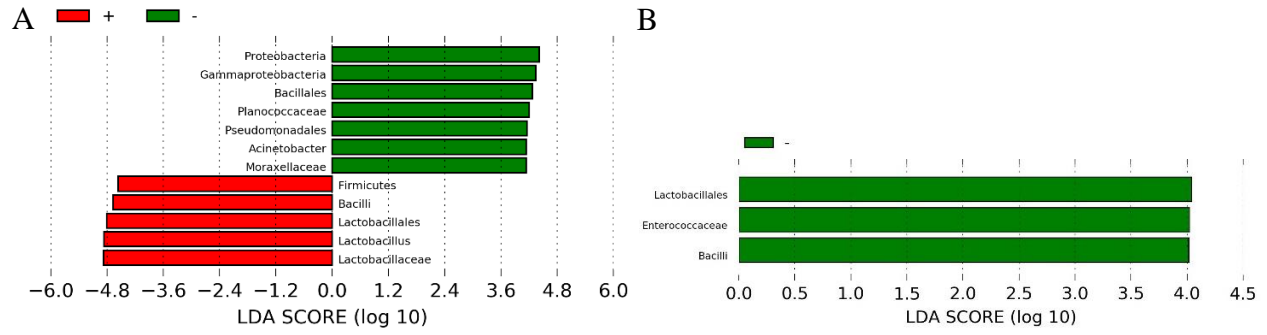 A
+ -
Proteobacteria
Gammaproteobacteria
Bacillales
Planococcaceae
Pseudomonadales
Acinetobacter
Moraxellaceae
Firmicutes
Bacilli
Lactobacillales
Lactobacillus
Lactobacillaceae
−6.0 −4.8 −3.6 −2.4 −1.2 0.0 1.2 2.4 3.6 4.8 6.0
LDA SCORE (log 10)
B
-
Lactobacillales
Enterococcaceae
Bacilli
0.0 0.5 1.0 1.5 2.0 2.5 3.0 3.5 4.0 4.5
LDA SCORE (log 10)